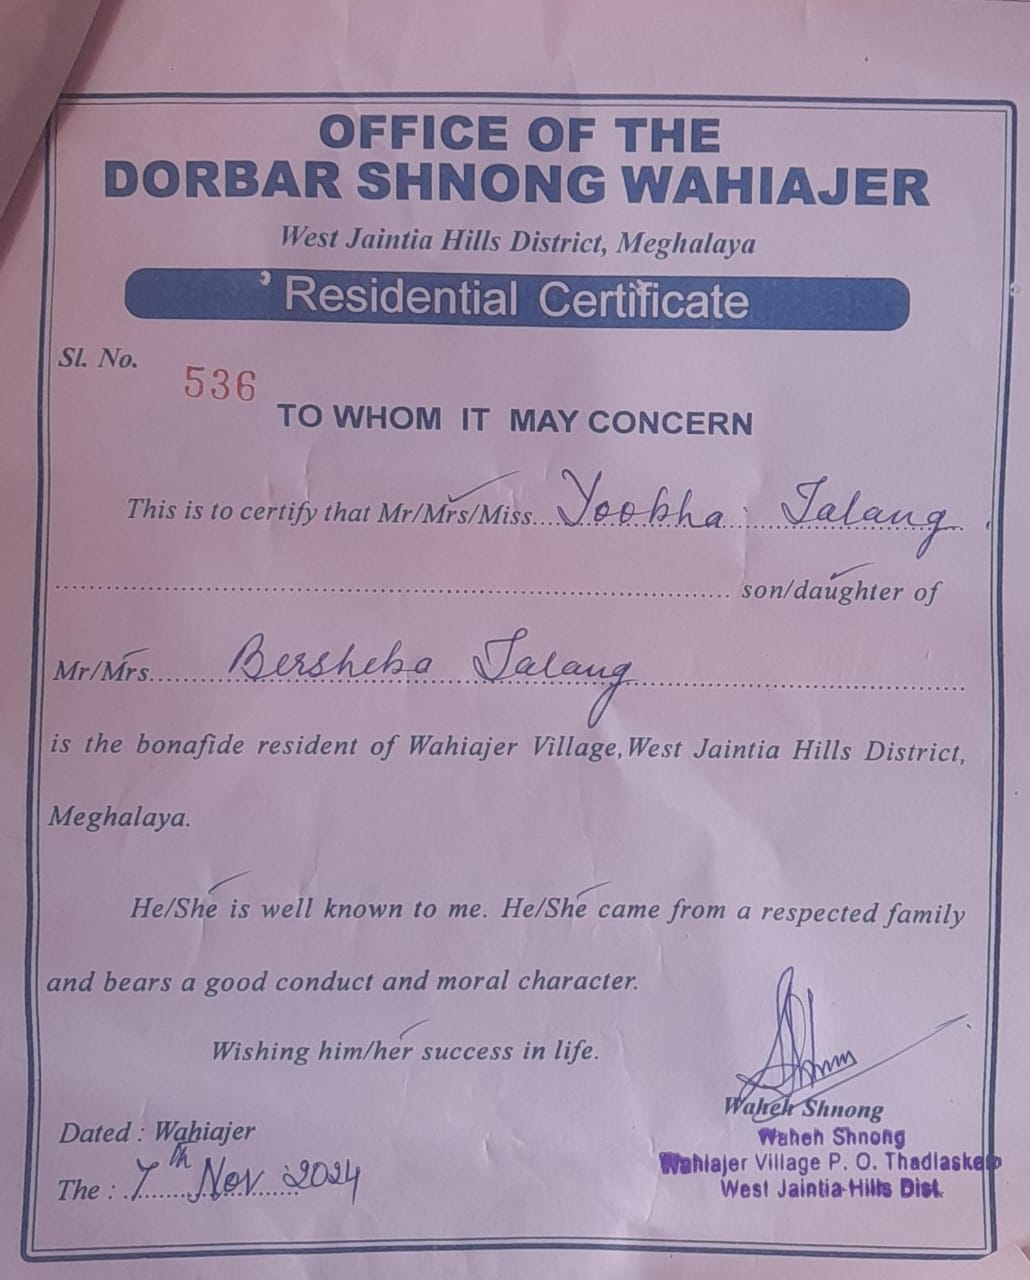 OFFICE OF THE
DORBAR SHNONG WAHIAJER
West Jaintia Hills District, Meghalaya
Residential Certificate
Sl. No. 536
TO WHOM IT MAY CONCERN
This is to certify that Mr/Mrs/Miss....Yoobha Talang
son/daughter of
Mr/Mrs....Bersheba Talang
is the bonafide resident of Wahiajer Village, West Jaintia Hills District,
Meghalaya.
He/She is well known to me. He/She came from a respected family
and bears a good conduct and moral character.
Wishing him/her success in life.
Waheh Shnong
Dated : Wahiajer
Waheh Shnong
Wahiajer Village P. O. Thadlaskein
The : 7th Nov 2024
West Jaintia Hills Dist.